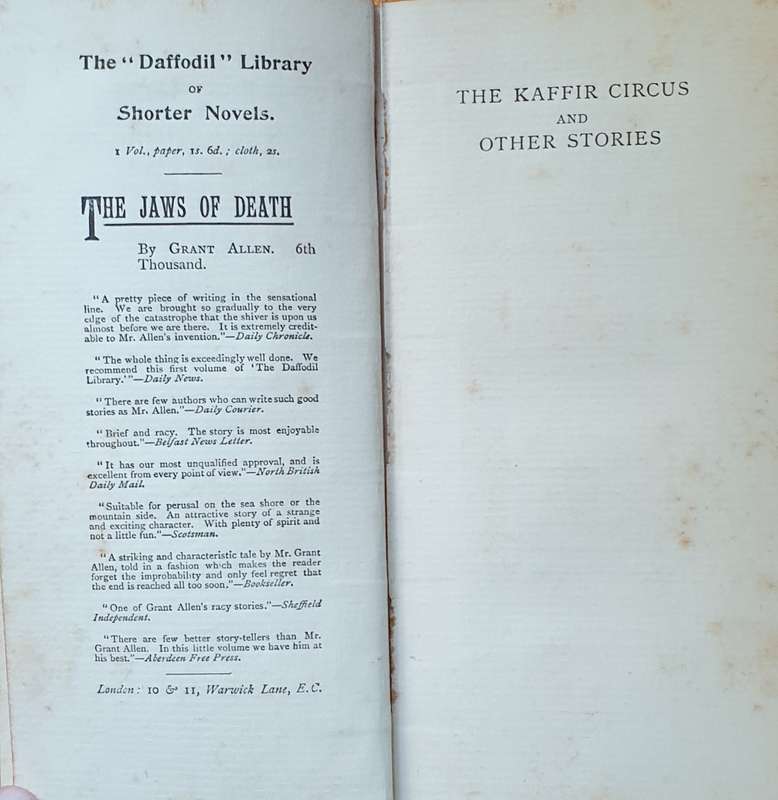 The "Daffodil" Library
OF
Shorter Novels.
1 Vol., paper, 1s. 6d.; cloth, 2s.
THE JAWS OF DEATH
By GRANT ALLEN. 6th
Thousand.
"A pretty piece of writing in the sensational
line. We are brought so gradually to the very
edge of the catastrophe that the shiver is upon us
almost before we are there. It is extremely credit-
able to Mr. Allen's invention."—Daily Chronicle.
"The whole thing is exceedingly well done. We
recommend this first volume of 'The Daffodil
Library.'"—Daily News.
"There are few authors who can write such good
stories as Mr. Allen."—Daily Courier.
"Brief and racy. The story is most enjoyable
throughout."—Belfast News Letter.
"It has our most unqualified approval, and is
excellent from every point of view."—North British
Daily Mail.
"Suitable for perusal on the sea shore or the
mountain side. An attractive story of a strange
and exciting character. With plenty of spirit and
not a little fun."—Scotsman.
"A striking and characteristic tale by Mr. Grant
Allen, told in a fashion which makes the reader
forget the improbability and only feel regret that
the end is reached all too soon."—Bookseller.
"One of Grant Allen's racy stories."—Sheffield
Independent.
"There are few better story-tellers than Mr.
Grant Allen. In this little volume we have him at
his best."—Aberdeen Free Press.
London: 10 & 11, Warwick Lane, E.C.
THE KAFFIR CIRCUS
AND
OTHER STORIES